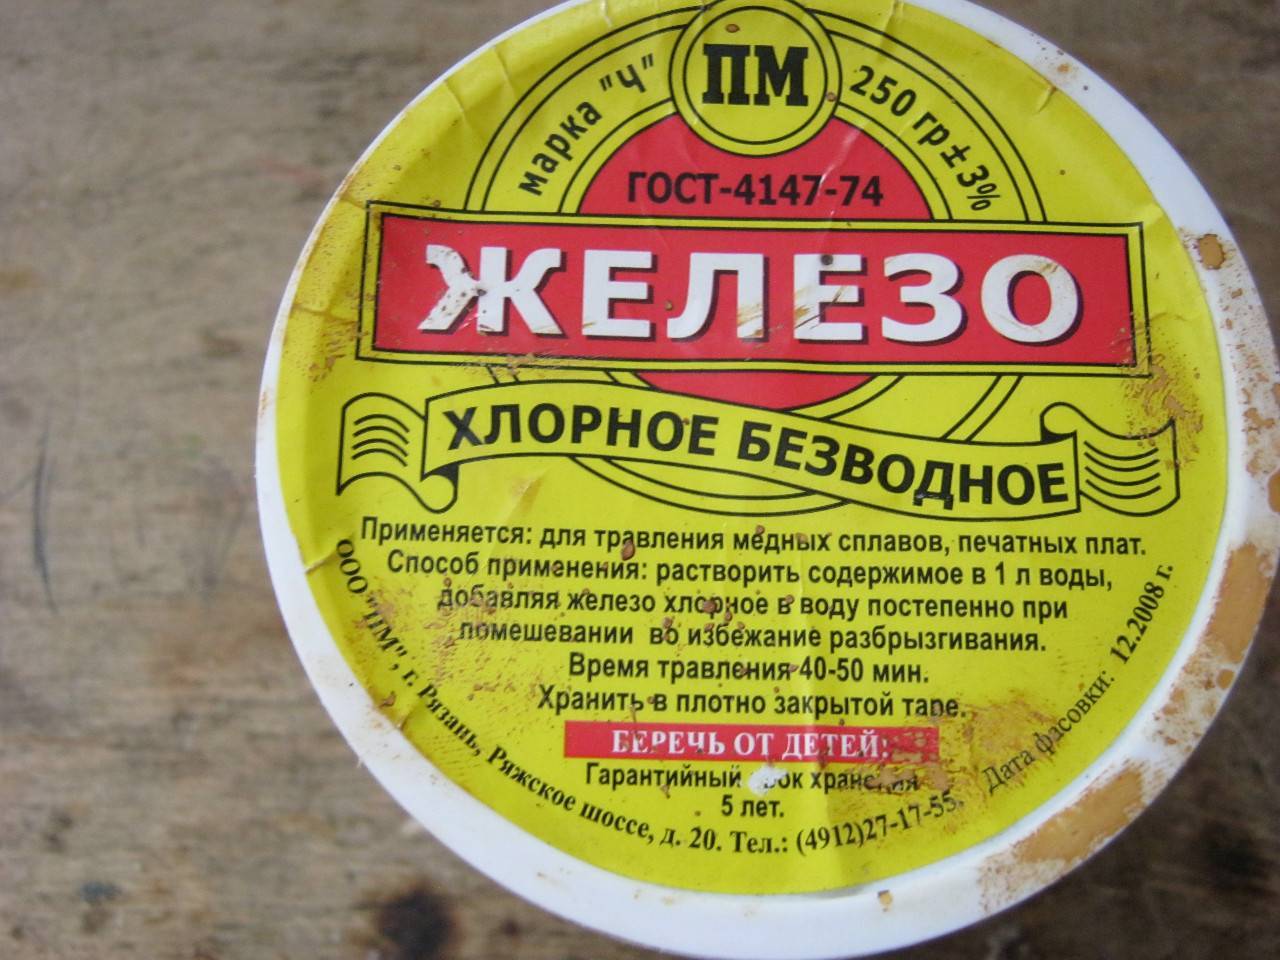 ПМ
марка "Ч"
250 гр±3%
ГОСТ-4147-74
ЖЕЛЕЗО
ХЛОРНОЕ БЕЗВОДНОЕ
Применяется: для травления медных сплавов, печатных плат.
Способ применения: растворить содержимое в 1 л воды,
добавляя железо хлорное в воду постепенно при
помешевании во избежание разбрызгивания.
Время травления 40-50 мин.
Хранить в плотно закрытой таре.
БЕРЕЧЬ ОТ ДЕТЕЙ!
Гарантийный срок хранения
5 лет.
ООО "ПМ", г. Рязань, Ряжское шоссе, д. 20. Тел.: (4912)27-17-55. Дата фасовки: 12.2008 г.